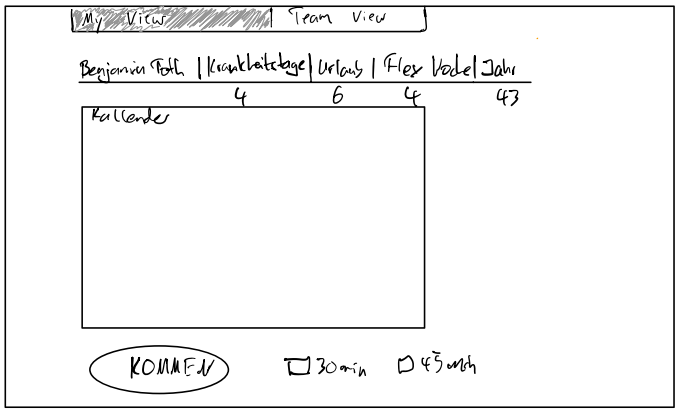 My View | Team View
Benjamin Toth | Krankheitstage | Urlaub | Flex | Jahr
4 6 4 43
Kallender
KOMMEN 30 min 45 min